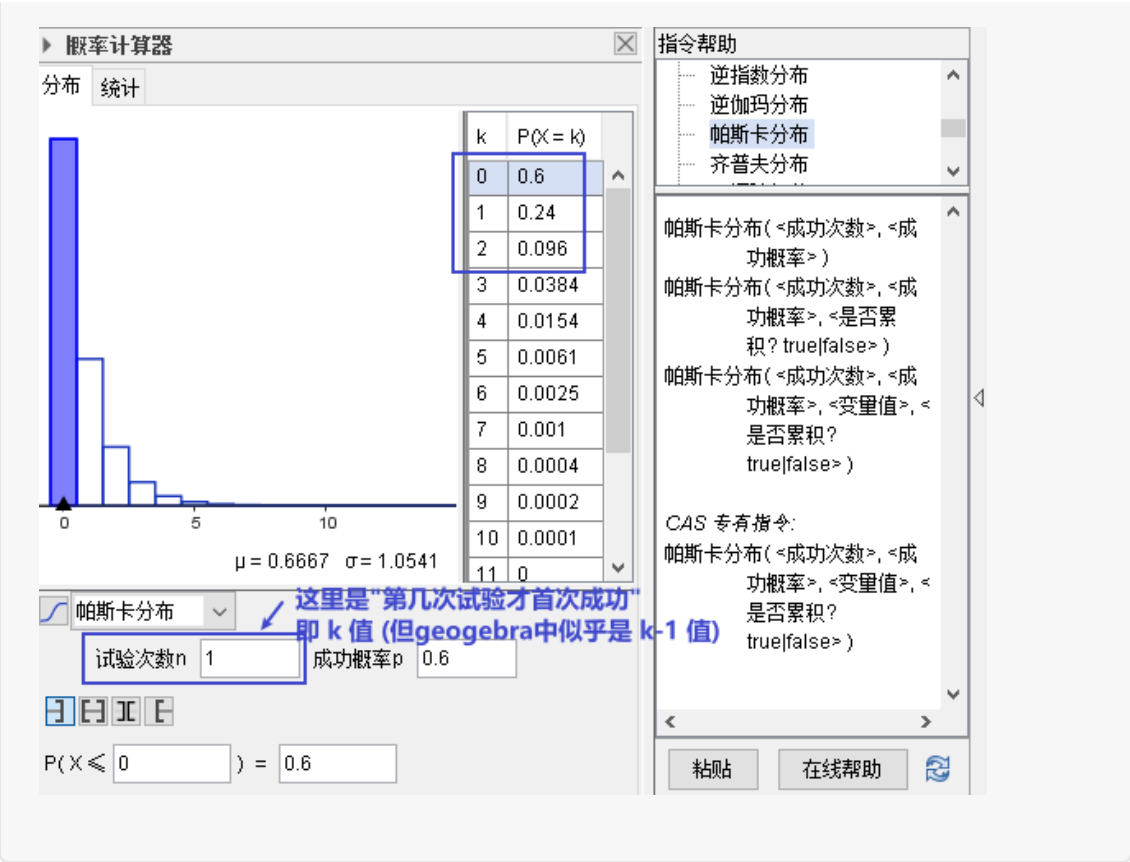 概率计算器
分布 统计
k P(X = k)
0 0.6
1 0.24
2 0.096
3 0.0384
4 0.0154
5 0.0061
6 0.0025
7 0.001
8 0.0004
9 0.0002
10 0.0001
11 0
0 5 10
μ = 0.6667 σ = 1.0541
这里是"第几次试验才首次成功"
即 k 值 (但geogebra中似乎是 k-1 值)
帕斯卡分布
试验次数n 1 成功概率p 0.6
P( X ⩽ 0 ) = 0.6
指令帮助
逆指数分布
逆伽玛分布
帕斯卡分布
齐普夫分布
帕斯卡分布( <成功次数>, <成
功概率> )
帕斯卡分布( <成功次数>, <成
功概率>, <是否累
积? true|false> )
帕斯卡分布( <成功次数>, <成
功概率>, <变量值>, <
是否累积?
true|false> )
CAS 专有指令:
帕斯卡分布( <成功次数>, <成
功概率>, <变量值>, <
是否累积?
true|false> )
粘贴 在线帮助